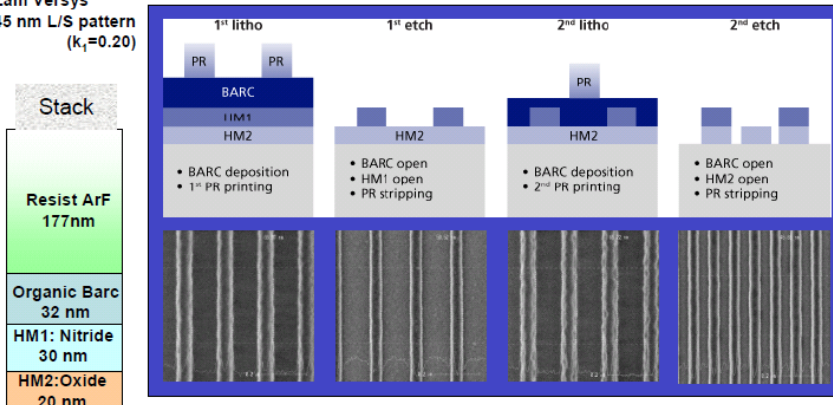 Lam Versys
45 nm L/S pattern
(k1=0.20)
Stack
Resist ArF
177nm
Organic Barc
32 nm
HM1: Nitride
30 nm
HM2:Oxide
20 nm
1st litho
PR
PR
BARC
HM1
HM2
• BARC deposition
• 1st PR printing
1st etch
HM2
• BARC open
• HM1 open
• PR stripping
2nd litho
PR
HM2
• BARC deposition
• 2nd PR printing
2nd etch
• BARC open
• HM2 open
• PR stripping